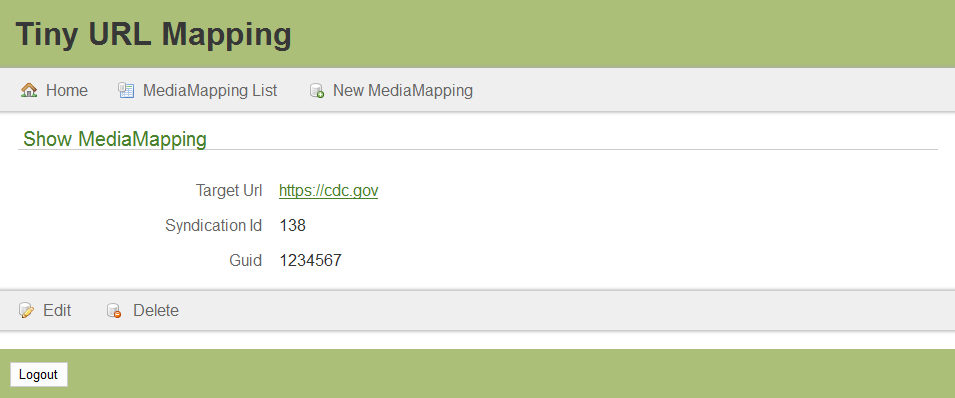 Tiny URL Mapping
Home MediaMapping List New MediaMapping
Show MediaMapping
Target Url https://cdc.gov
Syndication Id 138
Guid 1234567
Edit Delete
Logout